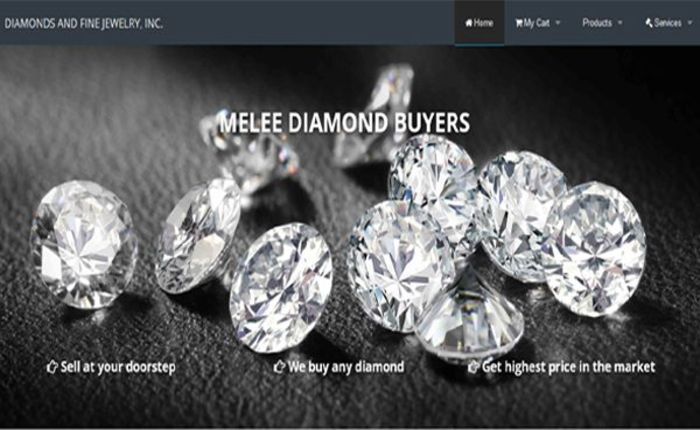 DIAMONDS AND FINE JEWELRY, INC.
Home
My Cart
Products
Services
MELEE DIAMOND BUYERS
Sell at your doorstep
We buy any diamond
Get highest price in the market